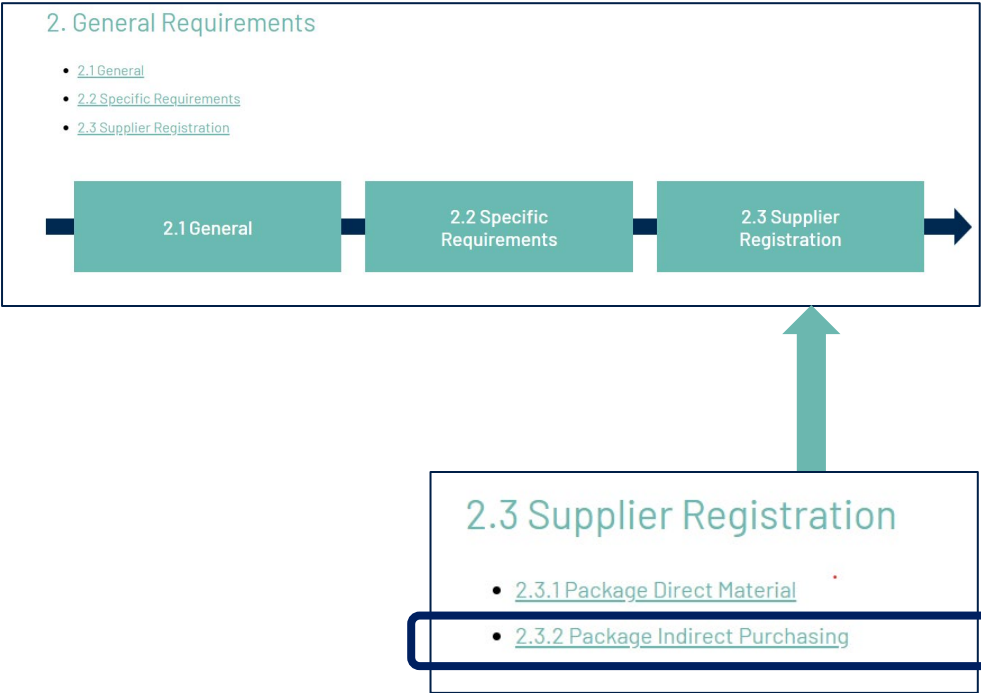 2. General Requirements
2.1 General
2.2 Specific Requirements
2.3 Supplier Registration
2.1 General
2.2 Specific
Requirements
2.3 Supplier
Registration
2.3 Supplier Registration
2.3.1 Package Direct Material
2.3.2 Package Indirect Purchasing